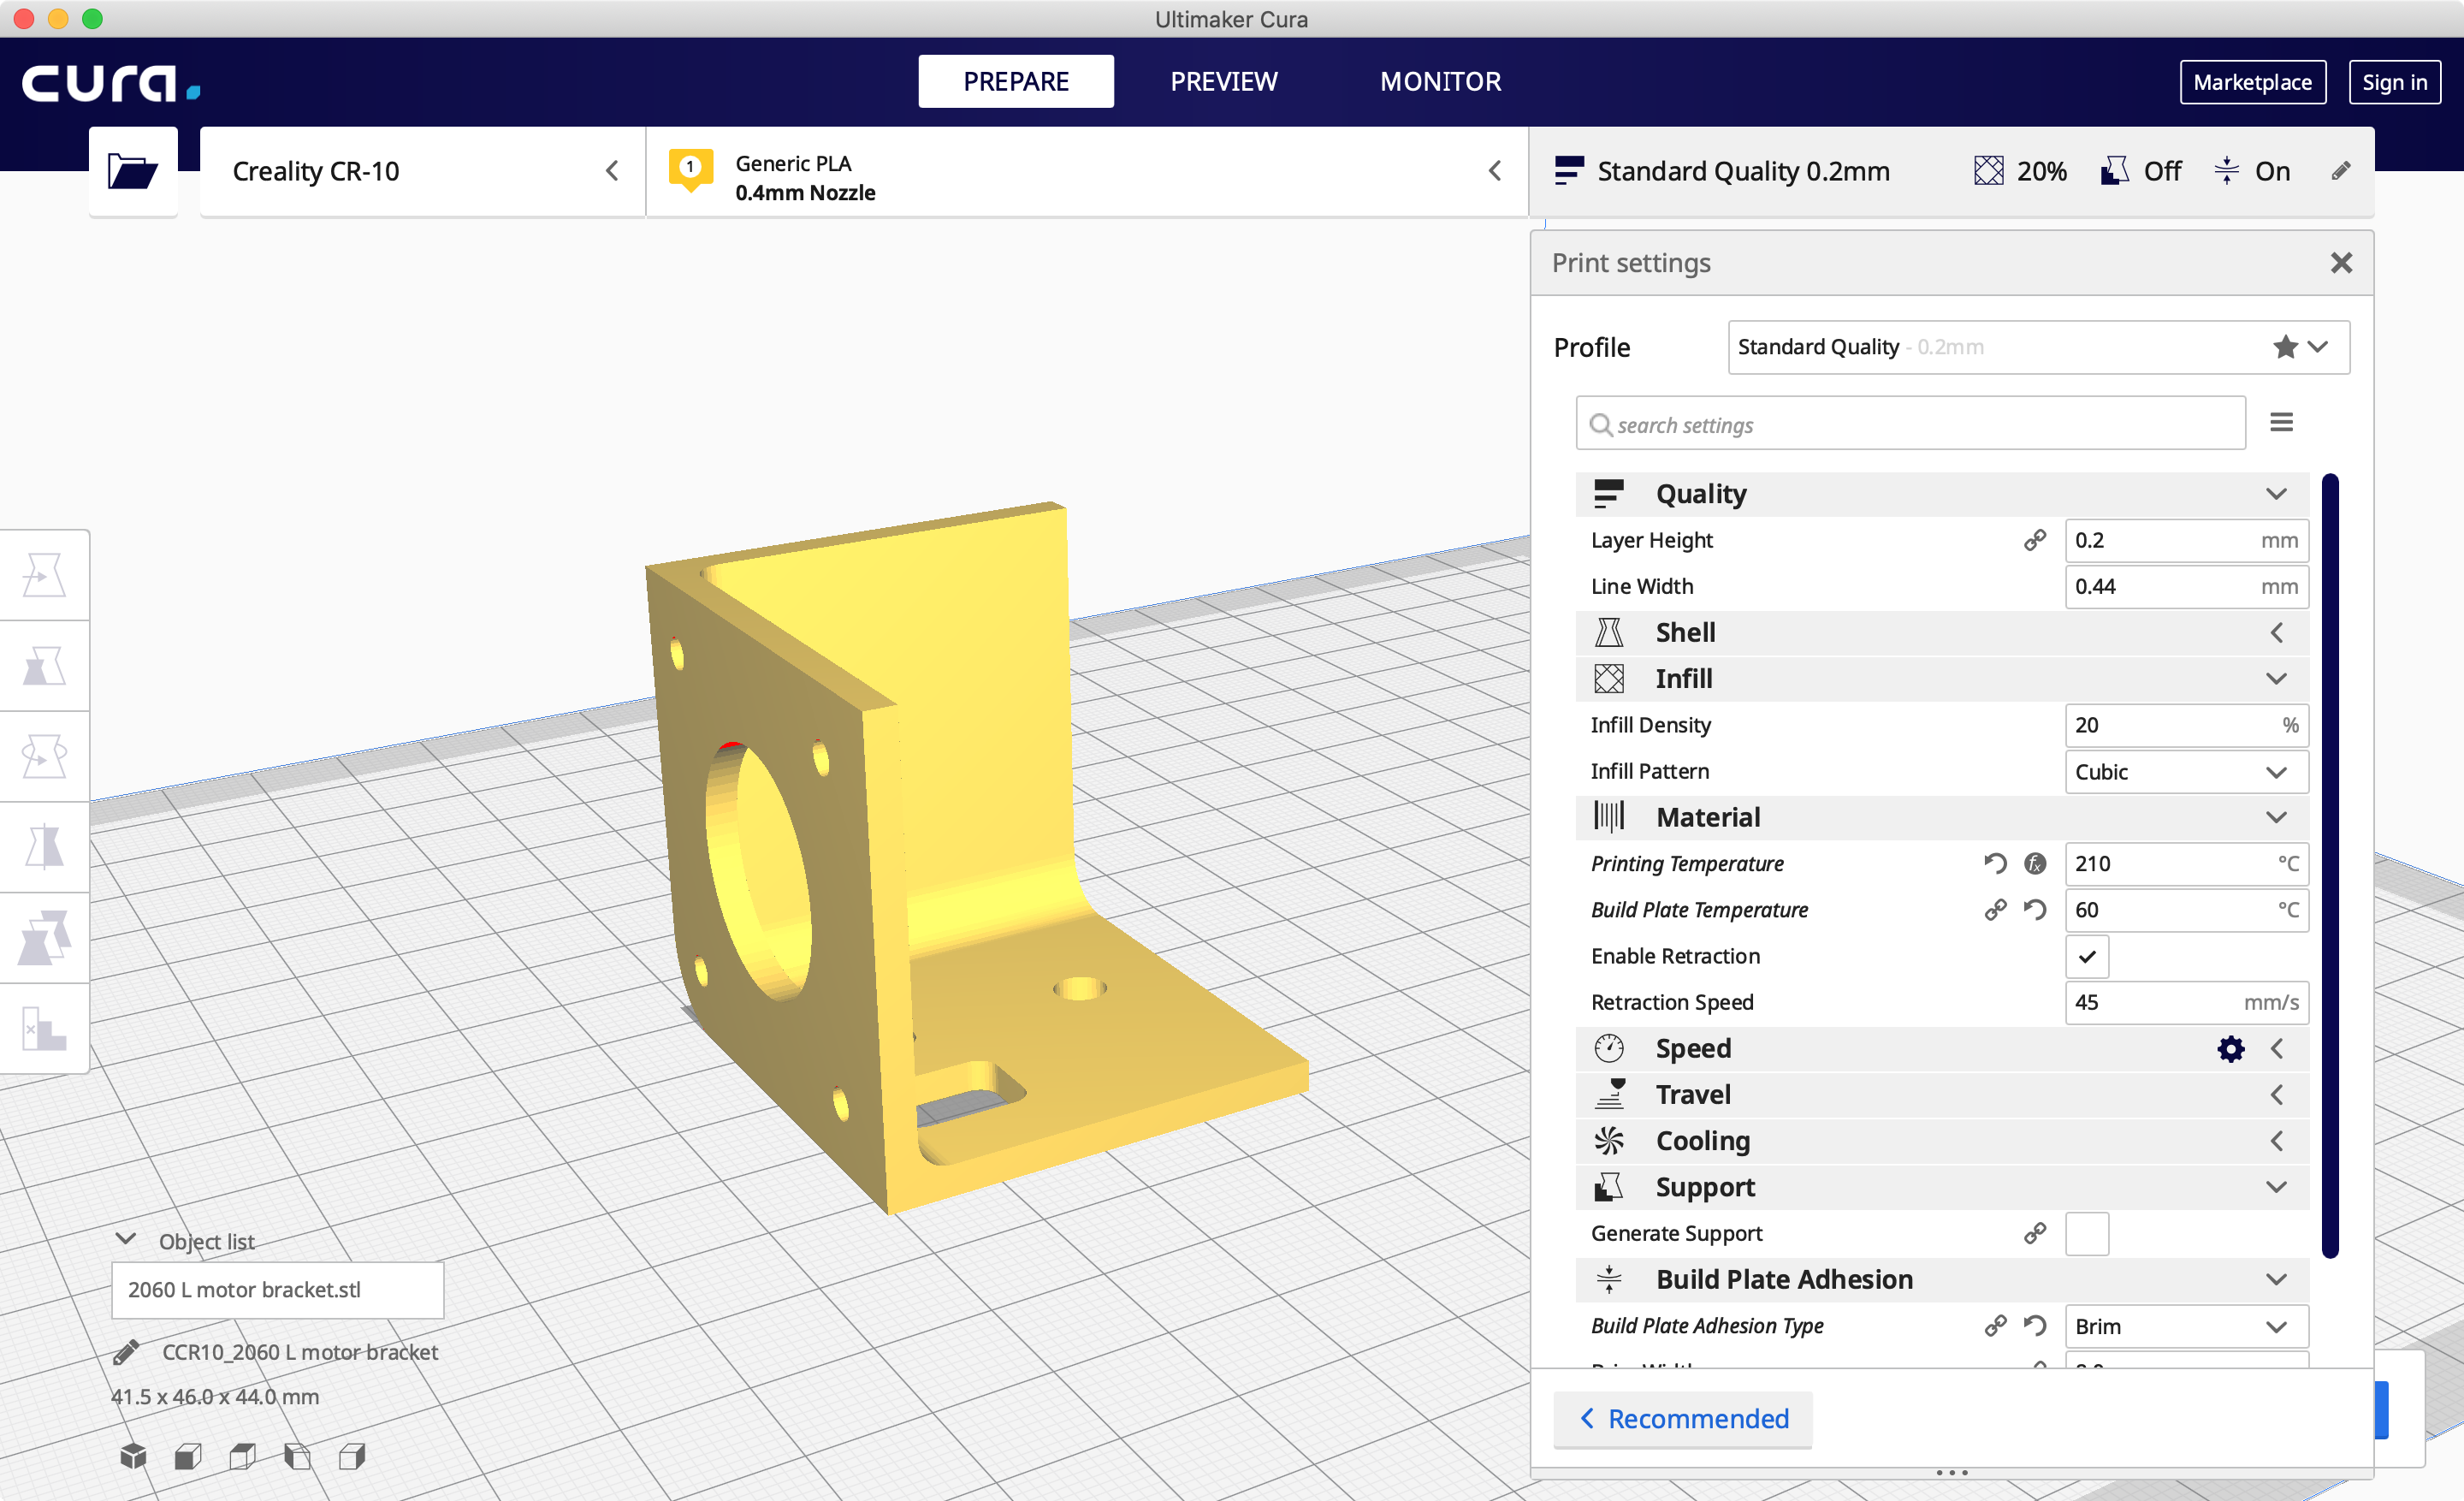 Ultimaker Cura
cura.
PREPARE
PREVIEW
MONITOR
Marketplace
Sign in
Creality CR-10
1
Generic PLA
0.4mm Nozzle
Standard Quality 0.2mm
20%
Off
On
Print settings
Profile
Standard Quality - 0.2mm
search settings
Quality
Layer Height
0.2 mm
Line Width
0.44 mm
Shell
Infill
Infill Density
20 %
Infill Pattern
Cubic
Material
Printing Temperature
210 °C
Build Plate Temperature
60 °C
Enable Retraction
Retraction Speed
45 mm/s
Speed
Travel
Cooling
Support
Generate Support
Build Plate Adhesion
Build Plate Adhesion Type
Brim
Recommended
Object list
2060 L motor bracket.stl
CCR10_2060 L motor bracket
41.5 x 46.0 x 44.0 mm